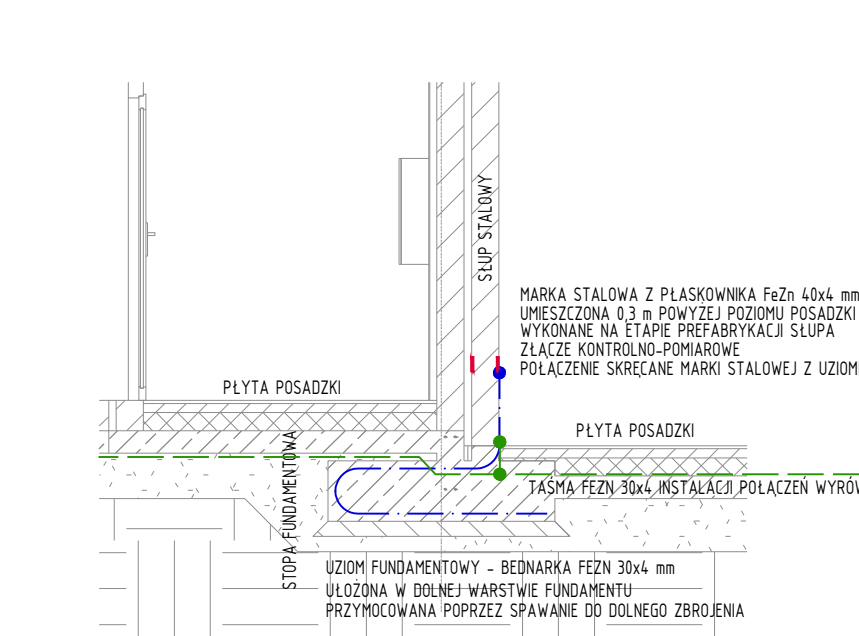 SŁUP STALOWY
MARKA STALOWA Z PŁASKOWNIKA FeZn 40x4 mm
UMIESZCZONA 0,3 m POWYŻEJ POZIOMU POSADZKI
WYKONANE NA ETAPIE PREFABRYKACJI SŁUPA
ZŁĄCZE KONTROLNO-POMIAROWE
POŁĄCZENIE SKRĘCANE MARKI STALOWEJ Z UZIOM
PŁYTA POSADZKI
PŁYTA POSADZKI
TAŚMA FEZN 30x4 INSTALACJI POŁĄCZEŃ WYRÓW
STOPA FUNDAMENTOWA
UZIOM FUNDAMENTOWY - BEDNARKA FEZN 30x4 mm
UŁOŻONA W DOLNEJ WARSTWIE FUNDAMENTU
PRZYMOCOWANA POPRZEZ SPAWANIE DO DOLNEGO ZBROJENIA